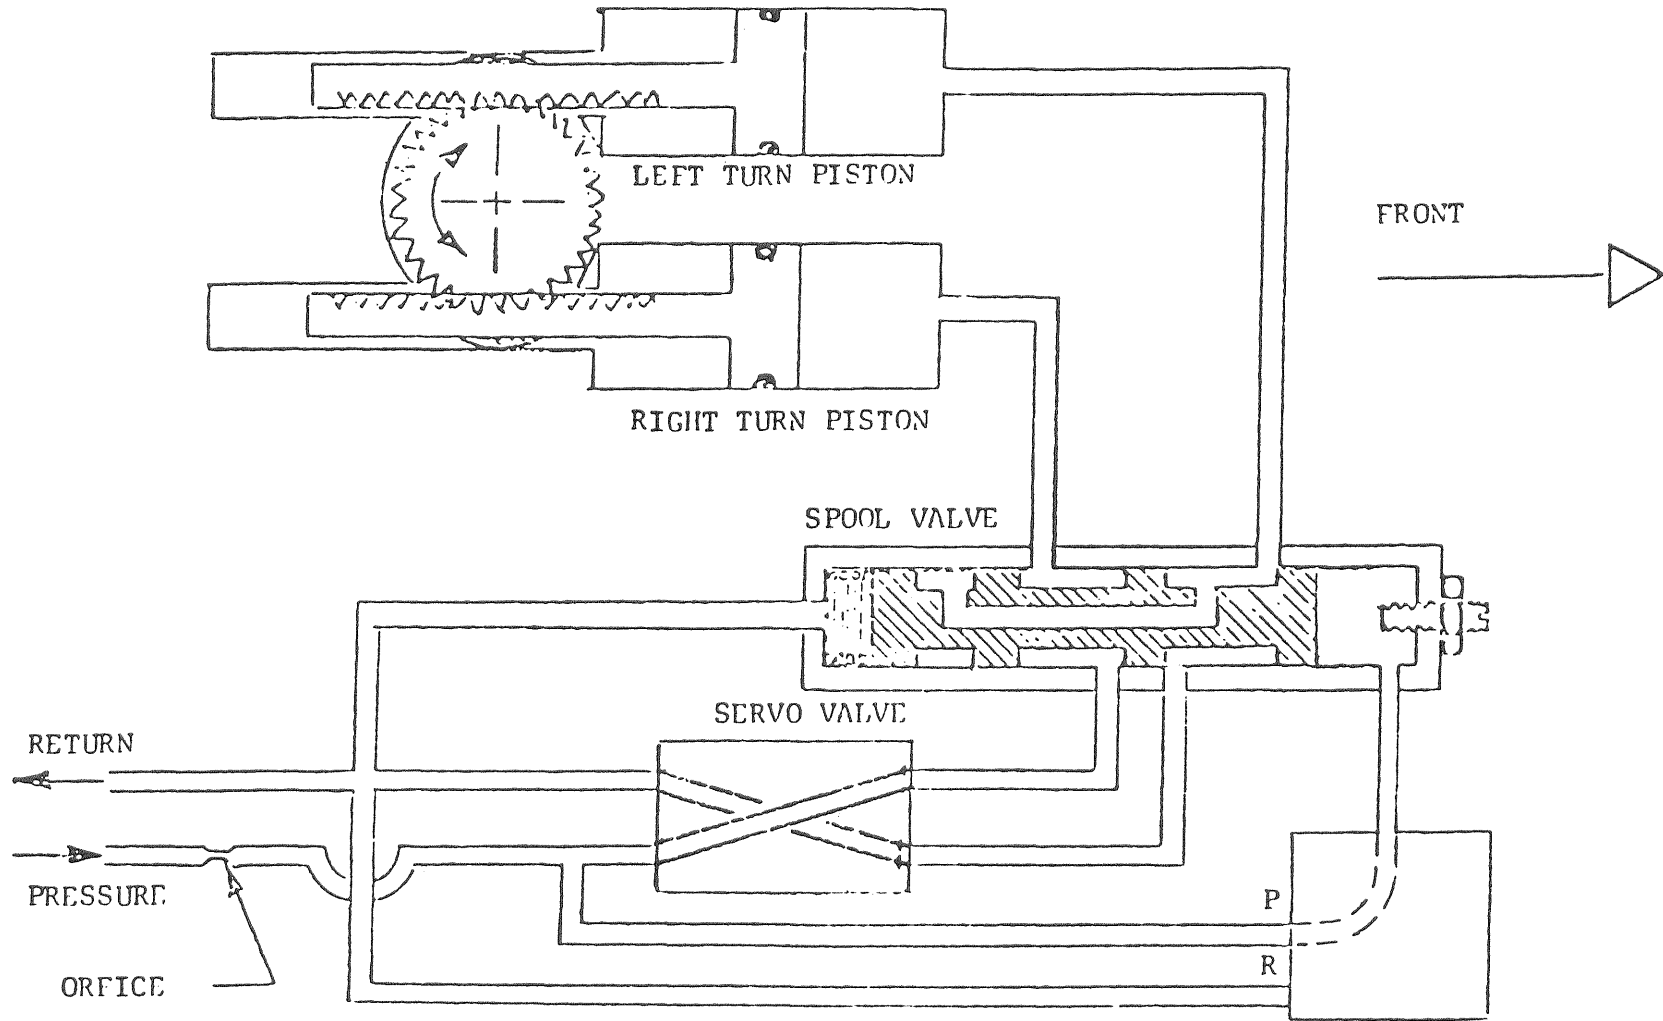 LEFT TURN PISTON
FRONT
RIGHT TURN PISTON
SPOOL VALVE
SERVO VALVE
RETURN
PRESSURE
P
R
ORFICE